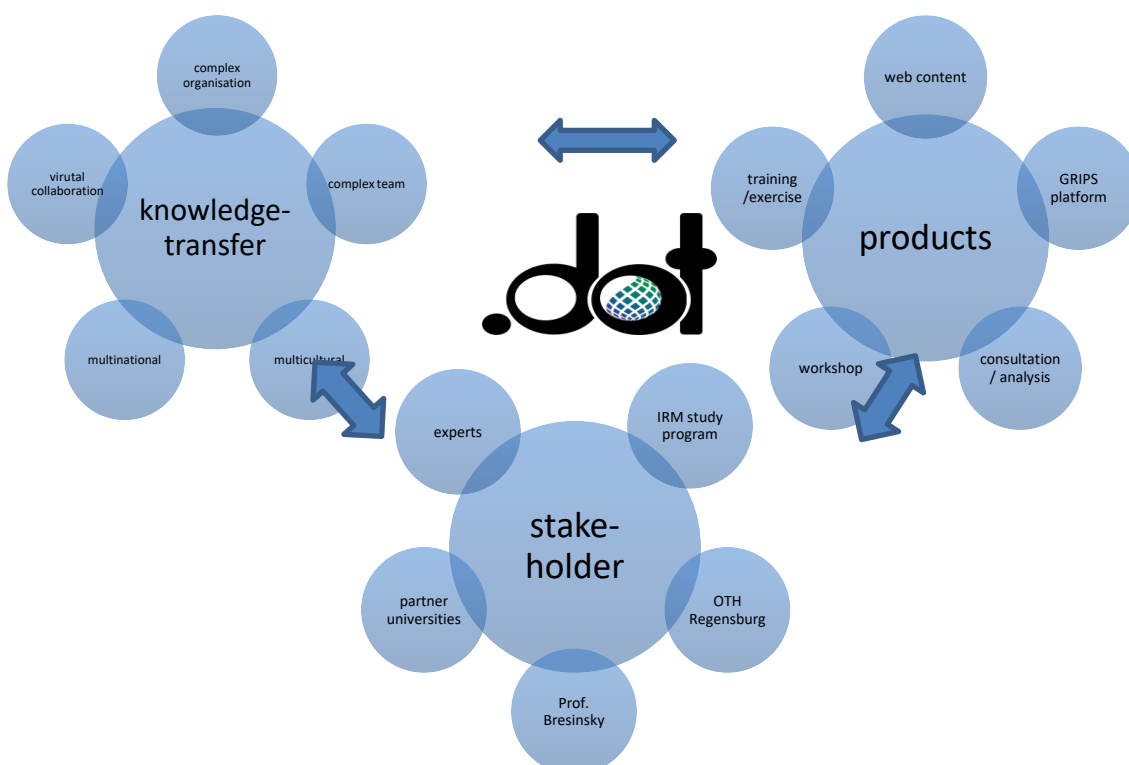 complex
organisation
virutal
collaboration
complex team
knowledge-
transfer
multinational
multicultural
.dot
web content
training
/exercise
GRIPS
platform
products
workshop
consultation
/ analysis
experts
IRM study
program
stake-
holder
partner
universities
OTH
Regensburg
Prof.
Bresinsky